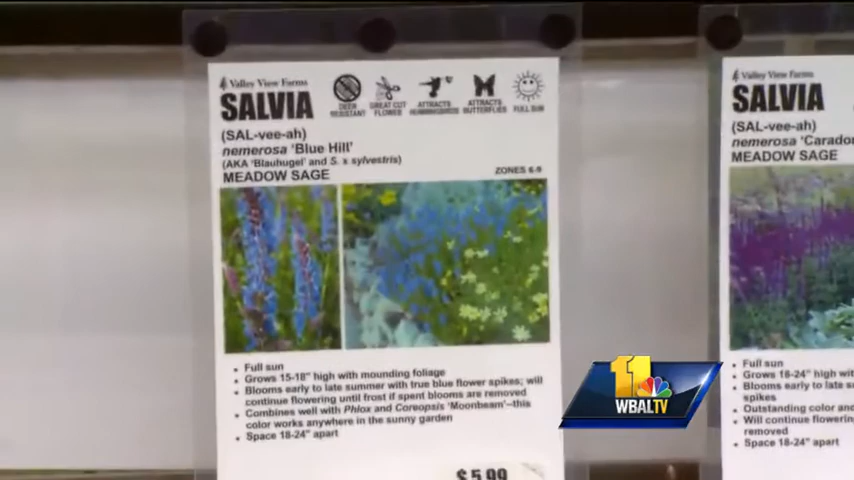 Valley View Farms
SALVIA
(SAL-vee-ah)
nemerosa 'Blue Hill'
(AKA 'Blauhugel' and S. x sylvestris)
MEADOW SAGE
DEER RESISTANT
GREAT CUT FLOWER
ATTRACTS HUMMINGBIRDS
ATTRACTS BUTTERFLIES
FULL SUN
ZONES 6-9
• Full sun
• Grows 15-18" high with mounding foliage
• Blooms early to late summer with true blue flower spikes; will
continue flowering until frost if spent blooms are removed
• Combines well with Phlox and Coreopsis 'Moonbeam'—this
color works anywhere in the sunny garden
• Space 18-24" apart
$5.99
Valley View Farms
SALVIA
(SAL-vee-ah)
nemerosa 'Carado
MEADOW SAGE
• Full sun
• Grows 18-24" high wit
• Blooms early to late su
spikes
• Outstanding color and
• Will continue flowering
removed
• Space 18-24" apart
11
WBALTV